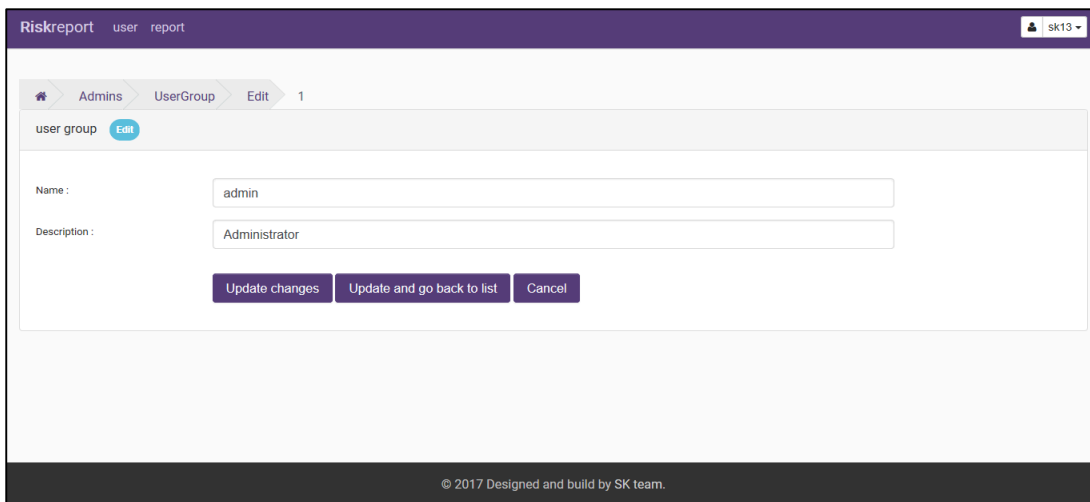 Riskreport user report sk13
Admins UserGroup Edit 1
user group Edit
Name : admin
Description : Administrator
Update changes Update and go back to list Cancel
© 2017 Designed and build by SK team.